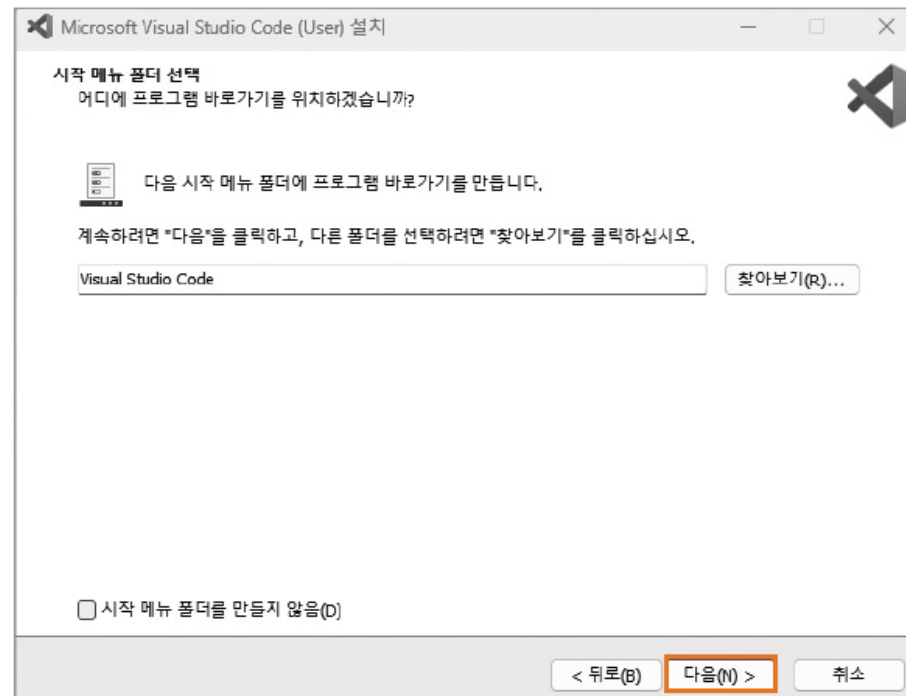 Microsoft Visual Studio Code (User) 설치
시작 메뉴 폴더 선택
어디에 프로그램 바로가기를 위치하겠습니까?
다음 시작 메뉴 폴더에 프로그램 바로가기를 만듭니다.
계속하려면 "다음"을 클릭하고, 다른 폴더를 선택하려면 "찾아보기"를 클릭하십시오.
Visual Studio Code 찾아보기(R)...
시작 메뉴 폴더를 만들지 않음(D)
< 뒤로(B) 다음(N) > 취소